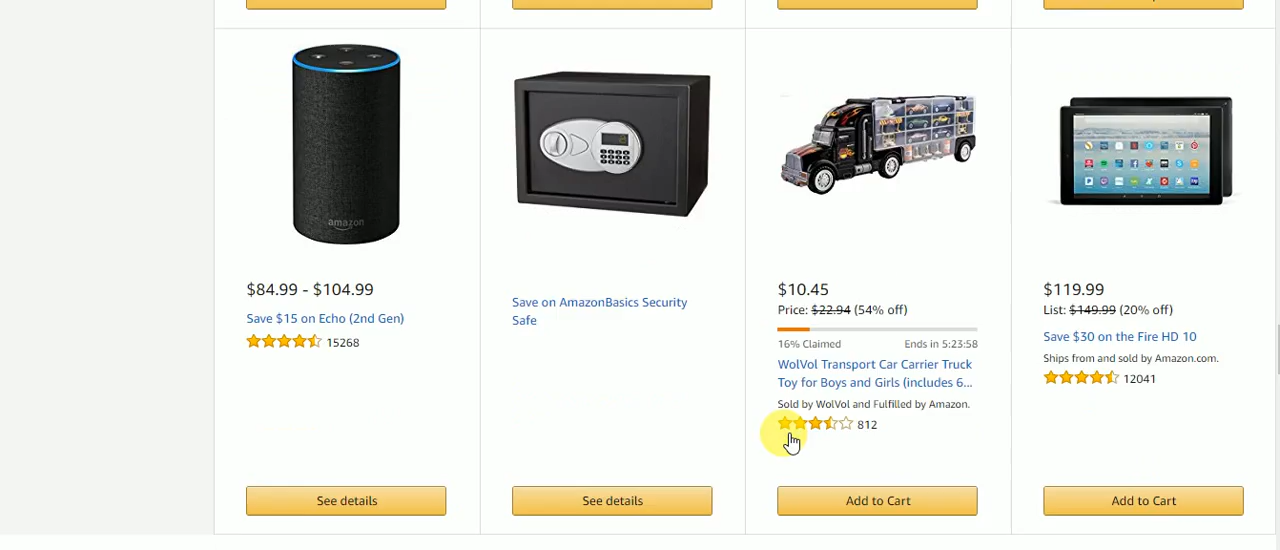 amazon
$84.99 - $104.99
Save $15 on Echo (2nd Gen)
15268
See details
Save on AmazonBasics Security
Safe
See details
$10.45
Price: $22.94 (54% off)
16% Claimed Ends in 5:23:58
WolVol Transport Car Carrier Truck
Toy for Boys and Girls (includes 6...
Sold by WolVol and Fulfilled by Amazon.
812
Add to Cart
$119.99
List: $149.99 (20% off)
Save $30 on the Fire HD 10
Ships from and sold by Amazon.com.
12041
Add to Cart